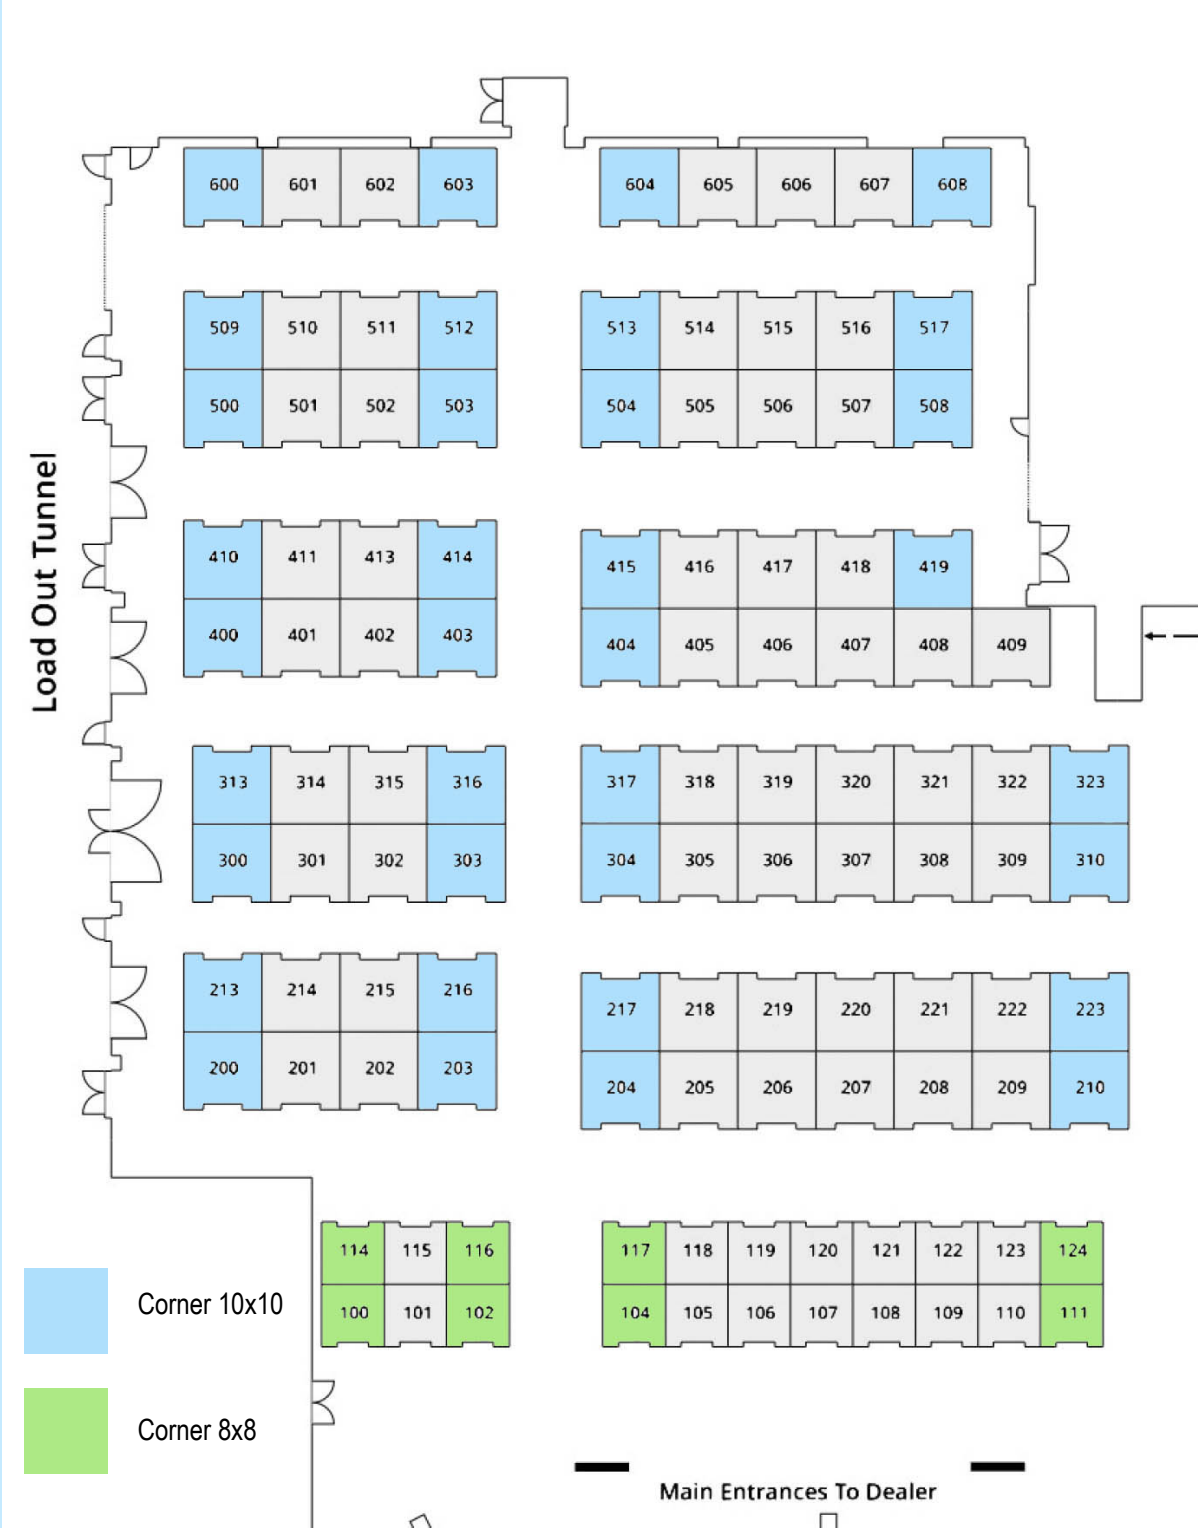 600 601 602 603 604 605 606 607 608
509 510 511 512 513 514 515 516 517
500 501 502 503 504 505 506 507 508
Load Out Tunnel
410 411 413 414 415 416 417 418 419
400 401 402 403 404 405 406 407 408 409
313 314 315 316 317 318 319 320 321 322 323
300 301 302 303 304 305 306 307 308 309 310
213 214 215 216 217 218 219 220 221 222 223
200 201 202 203 204 205 206 207 208 209 210
114 115 116 117 118 119 120 121 122 123 124
100 101 102 104 105 106 107 108 109 110 111
Corner 10x10
Corner 8x8
Main Entrances To Dealer